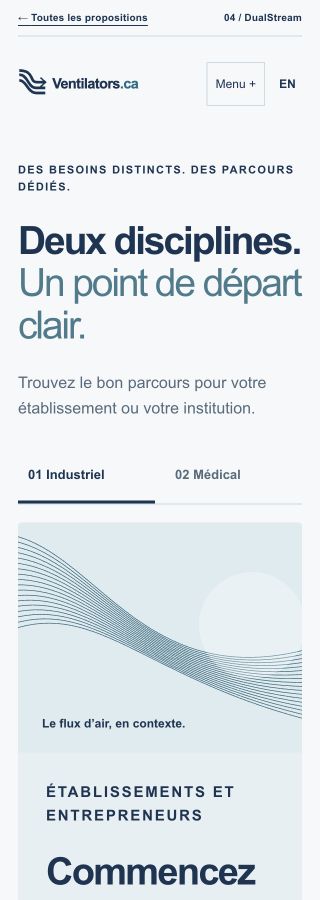 ← Toutes les propositions
04 / DualStream
Ventilators.ca
Menu +
EN
DES BESOINS DISTINCTS. DES PARCOURS
DÉDIÉS.
Deux disciplines.
Un point de départ
clair.
Trouvez le bon parcours pour votre
établissement ou votre institution.
01 Industriel
02 Médical
Le flux d’air, en contexte.
ÉTABLISSEMENTS ET
ENTREPRENEURS
Commencez